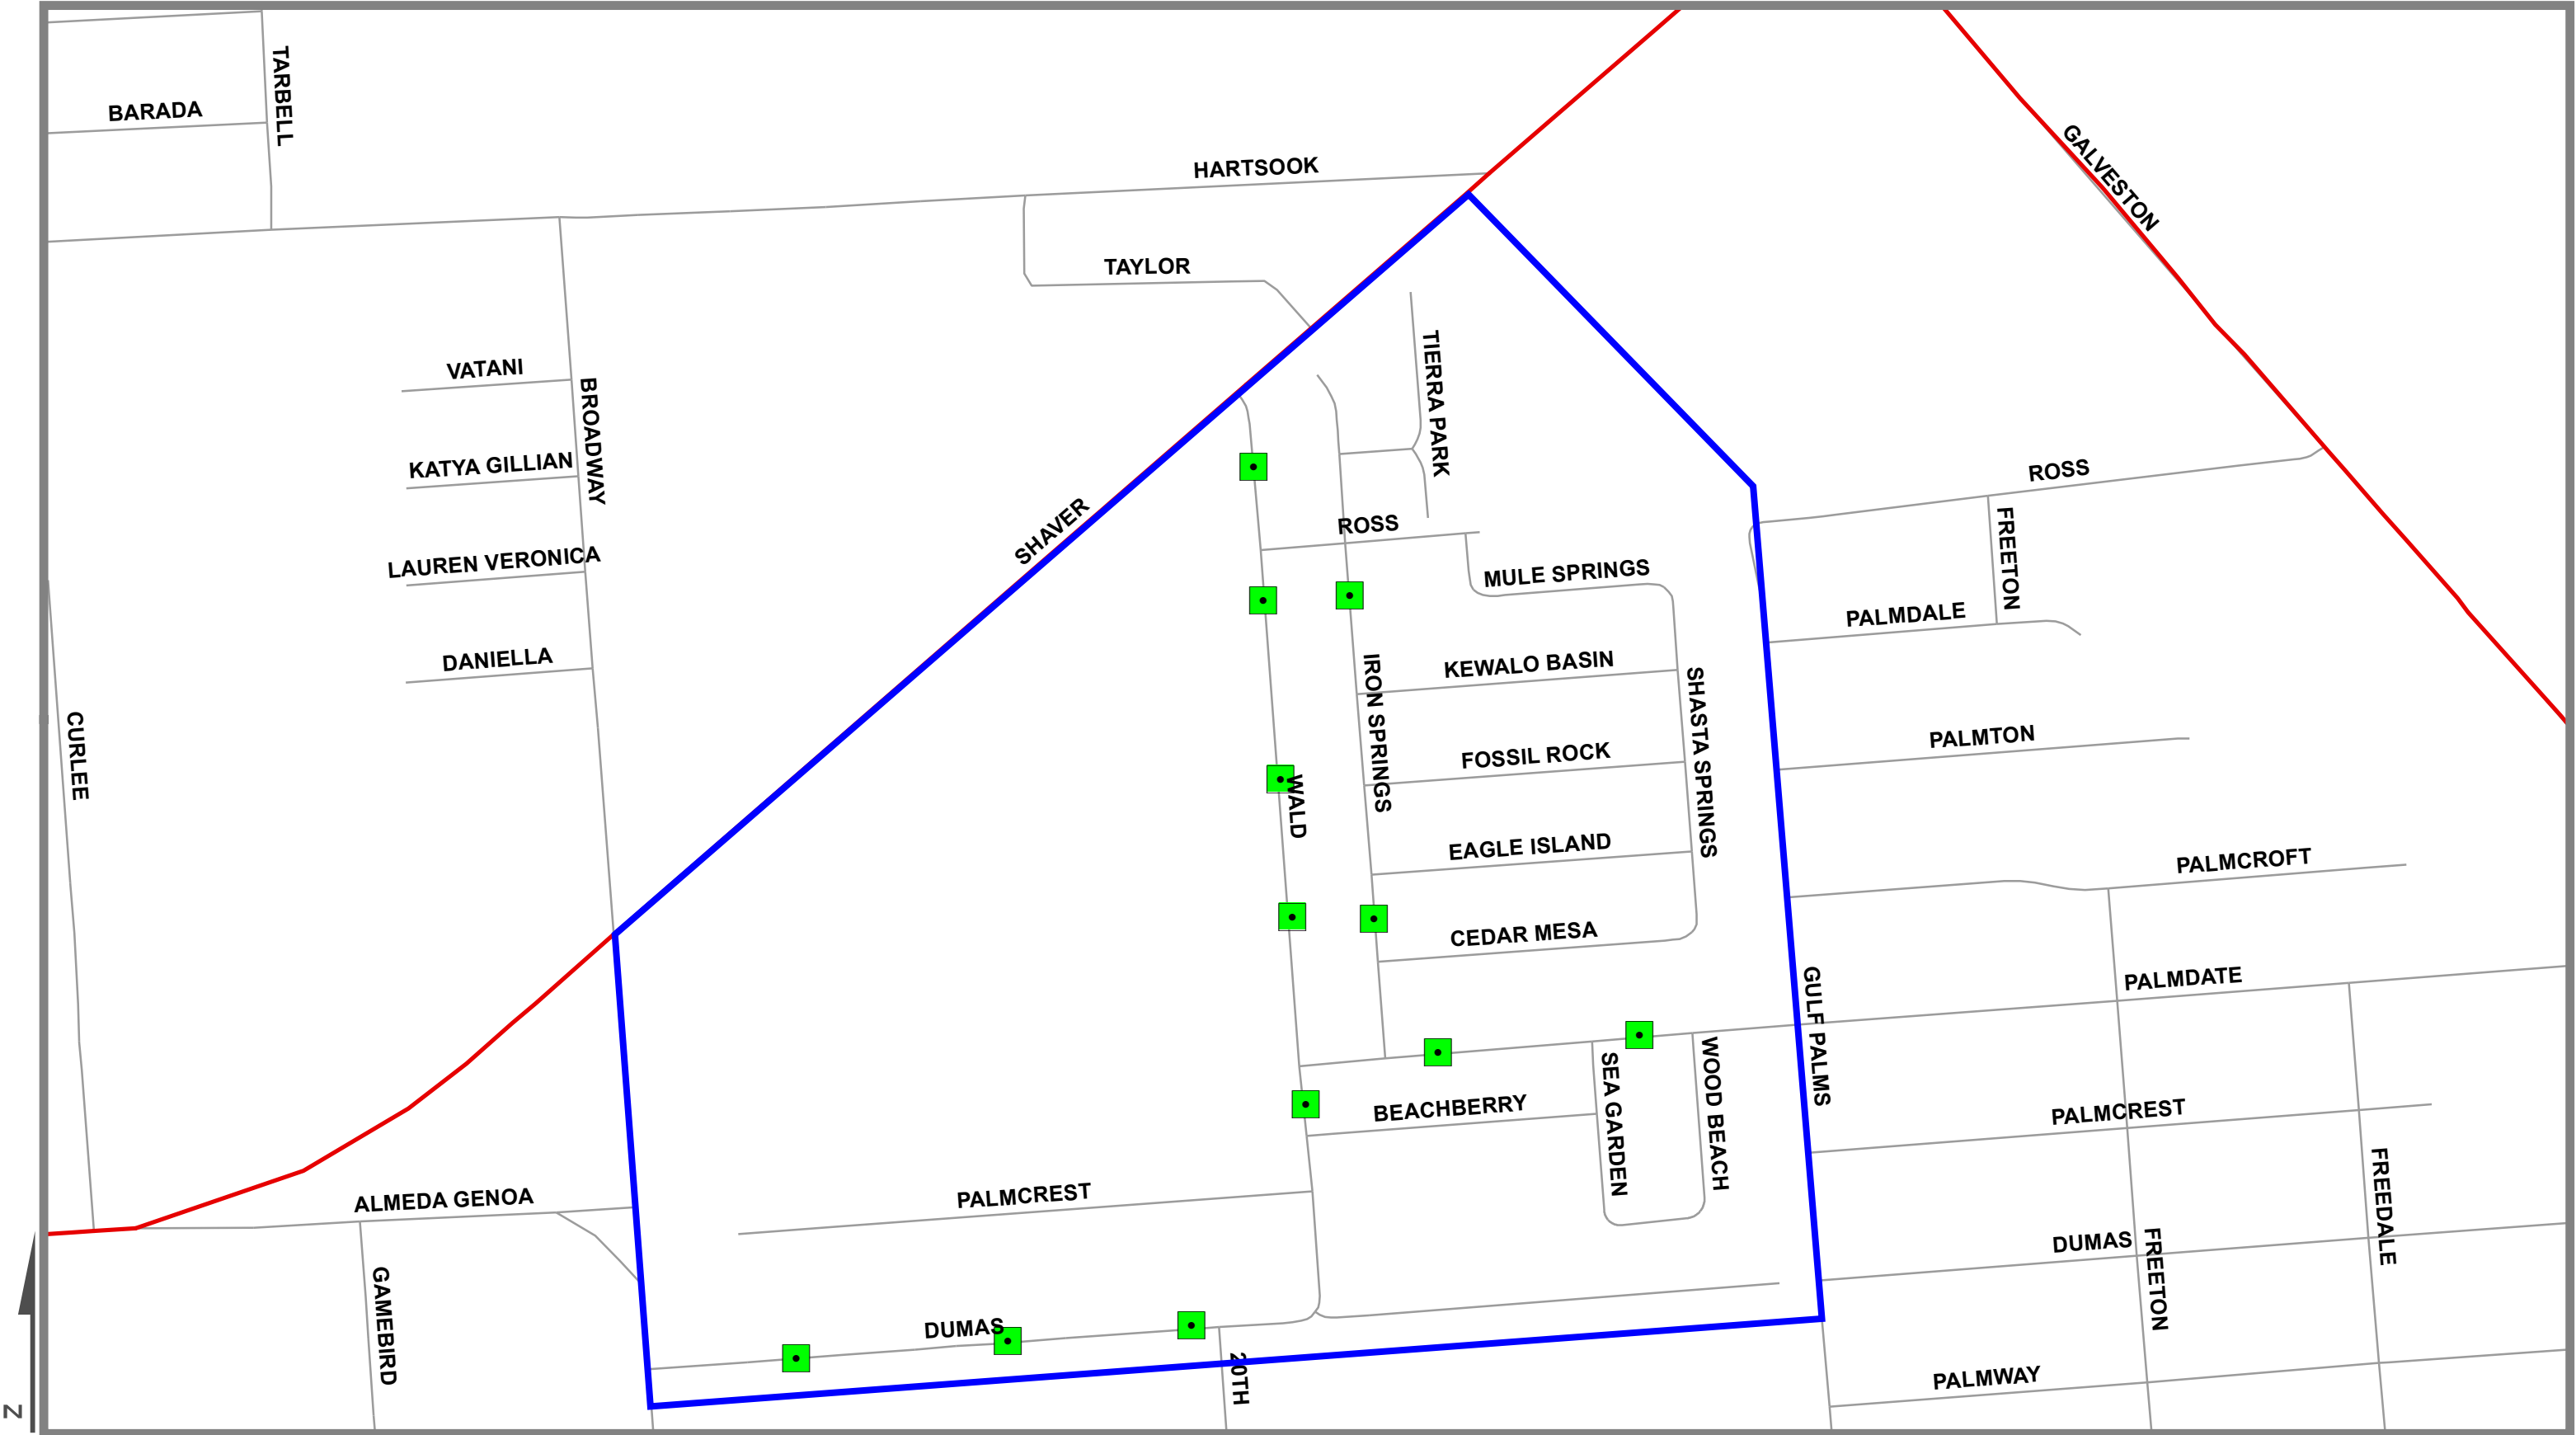 TARBELL
BARADA
HARTSOOK
GALVESTON
TAYLOR
VATANI
BROADWAY
TIERRA PARK
KATYA GILLIAN
ROSS
SHAVER
ROSS
FREETON
LAUREN VERONICA
MULE SPRINGS
PALMDALE
DANIELLA
KEWALO BASIN
IRON SPRINGS
SHASTA SPRINGS
CURLEE
PALMTON
FOSSIL ROCK
WALD
EAGLE ISLAND
PALMCROFT
CEDAR MESA
GULF PALMS
PALMDATE
SEA GARDEN
WOOD BEACH
BEACHBERRY
PALMCREST
ALMEDA GENOA
PALMCREST
FREEDALE
DUMAS
FREETON
GAMEBIRD
DUMAS
20TH
PALMWAY
N